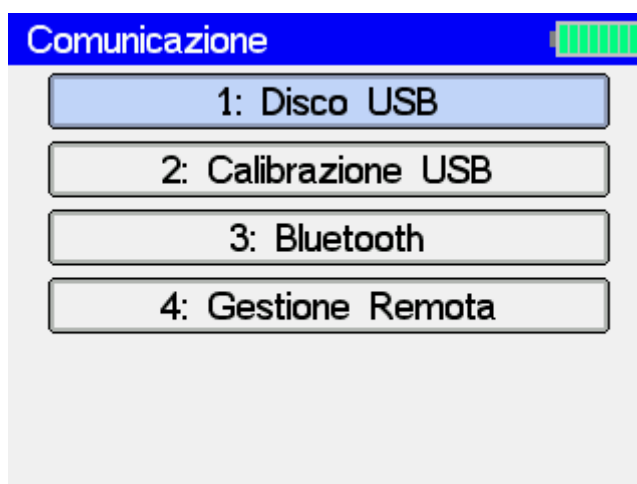 Comunicazione
1: Disco USB
2: Calibrazione USB
3: Bluetooth
4: Gestione Remota